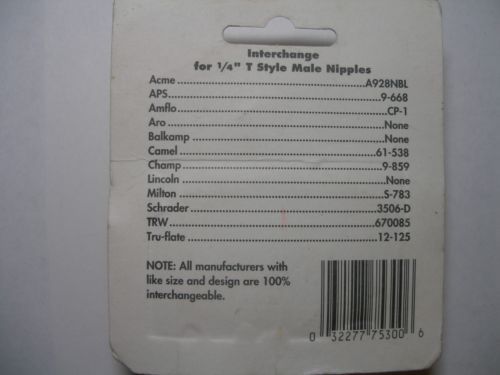 Interchange
for 1/4" T Style Male Nipples
Acme..........A928NBL
APS..........9-668
Amflo..........CP-1
Aro..........None
Balkamp..........None
Camel..........61-538
Champ..........9-859
Lincoln..........None
Milton..........S-783
Schrader..........3506-D
TRW..........670085
Tru-flate..........12-125
NOTE: All manufacturers with
like size and design are 100%
interchangeable.
0 32277 75300 6